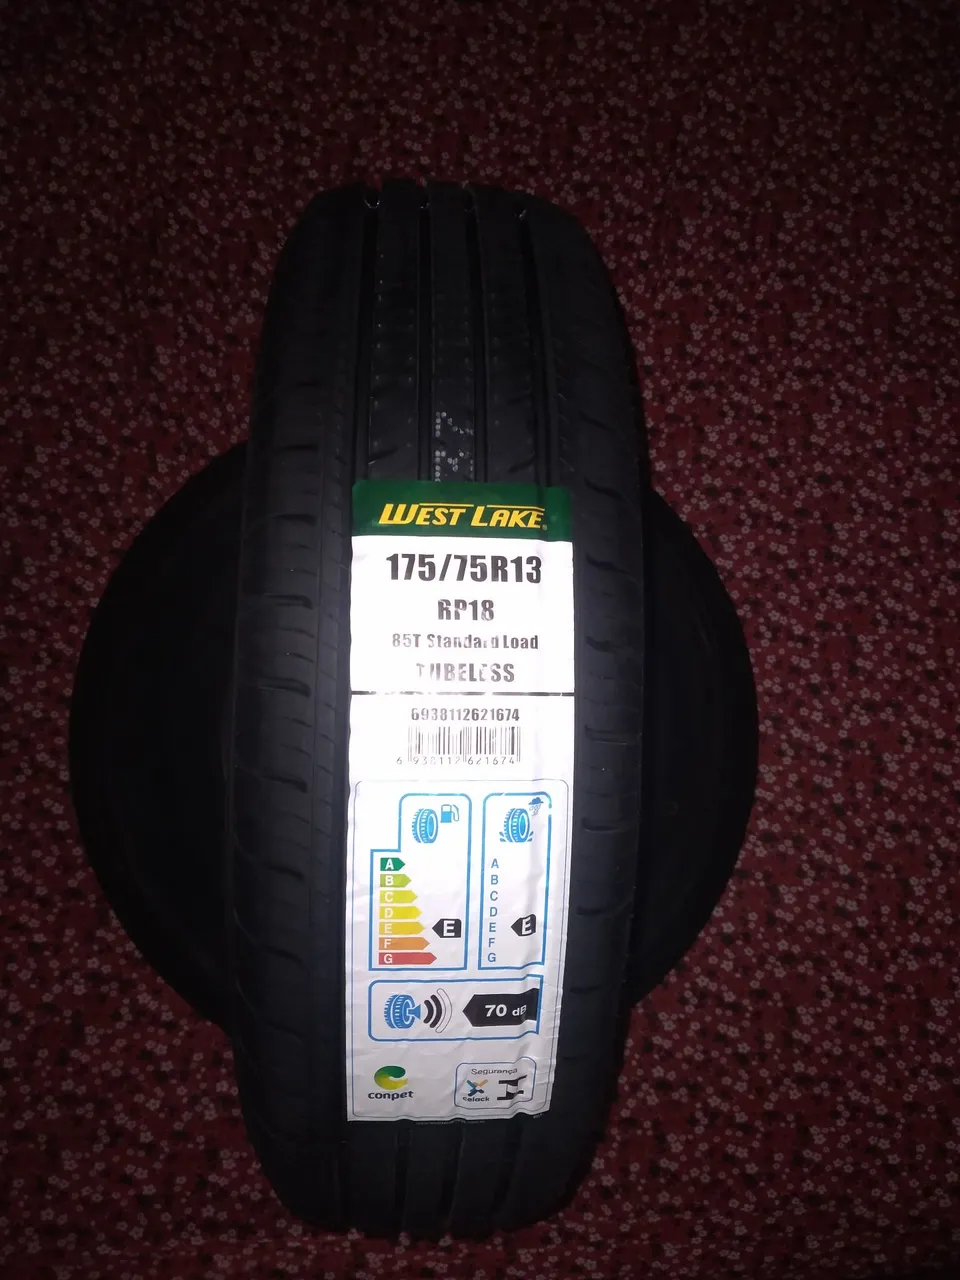 WEST LAKE®
175/75R13
RP18
85T Standard Load
TUBELESS
6938112621674
6 938112 621674
A
B
C
D
E
F
G
E
A
B
C
D
E
F
G
E
70 dB
conpet
Segurança